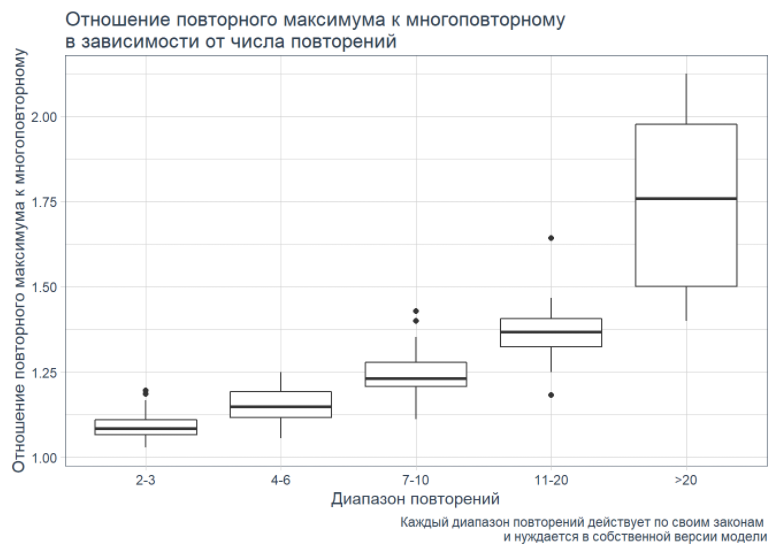 Отношение повторного максимума к многоповторному
в зависимости от числа повторений
Отношение повторного максимума к многоповторному
2.00
1.75
1.50
1.25
1.00
2-3
4-6
7-10
11-20
>20
Диапазон повторений
Каждый диапазон повторений действует по своим законам
и нуждается в собственной версии модели